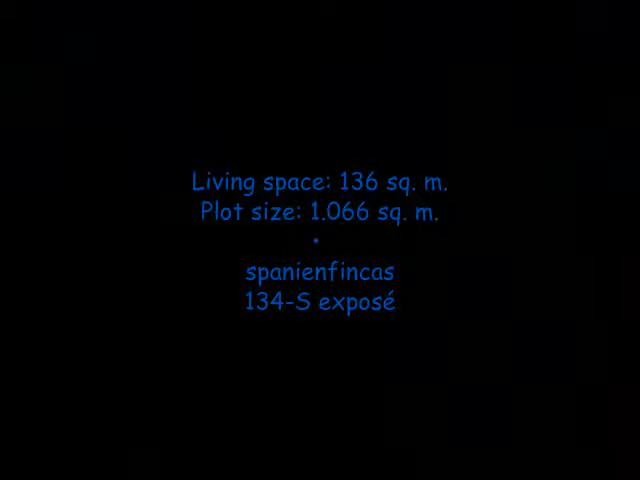 Living space: 136 sq. m.
Plot size: 1.066 sq. m.
*
spanienfincas
134-S exposé